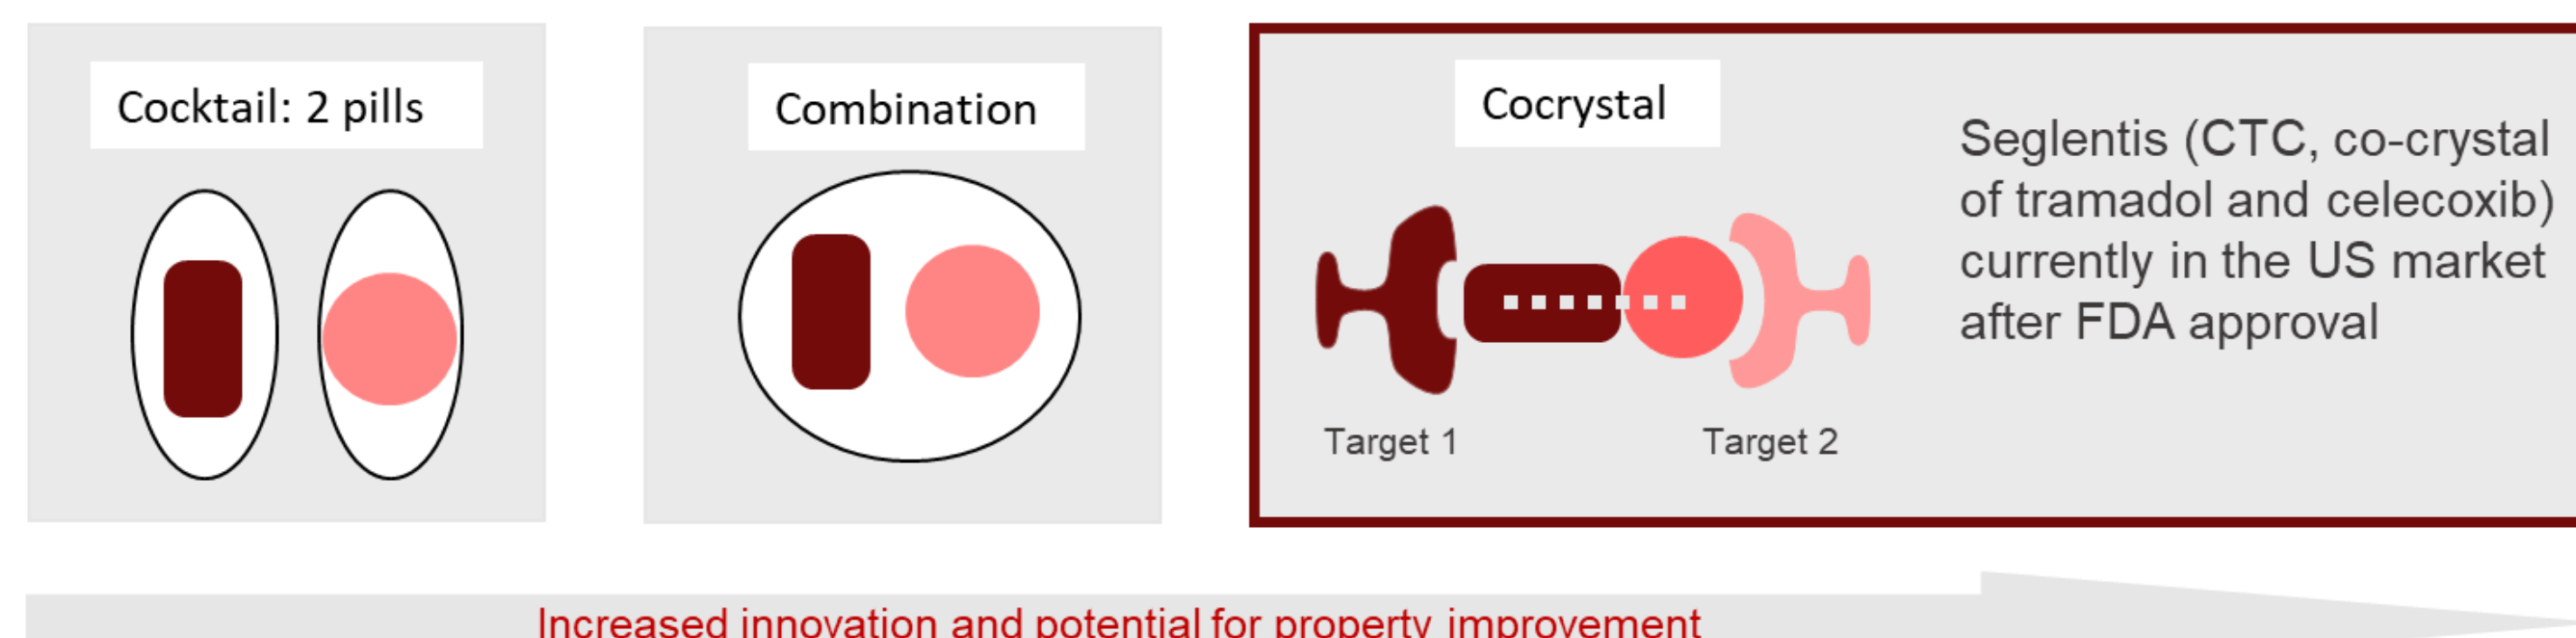 Cocktail: 2 pills
Combination
Cocrystal
Seglentis (CTC, co-crystal
of tramadol and celecoxib)
currently in the US market
after FDA approval
Target 1
Target 2
Increased innovation and potential for property improvement